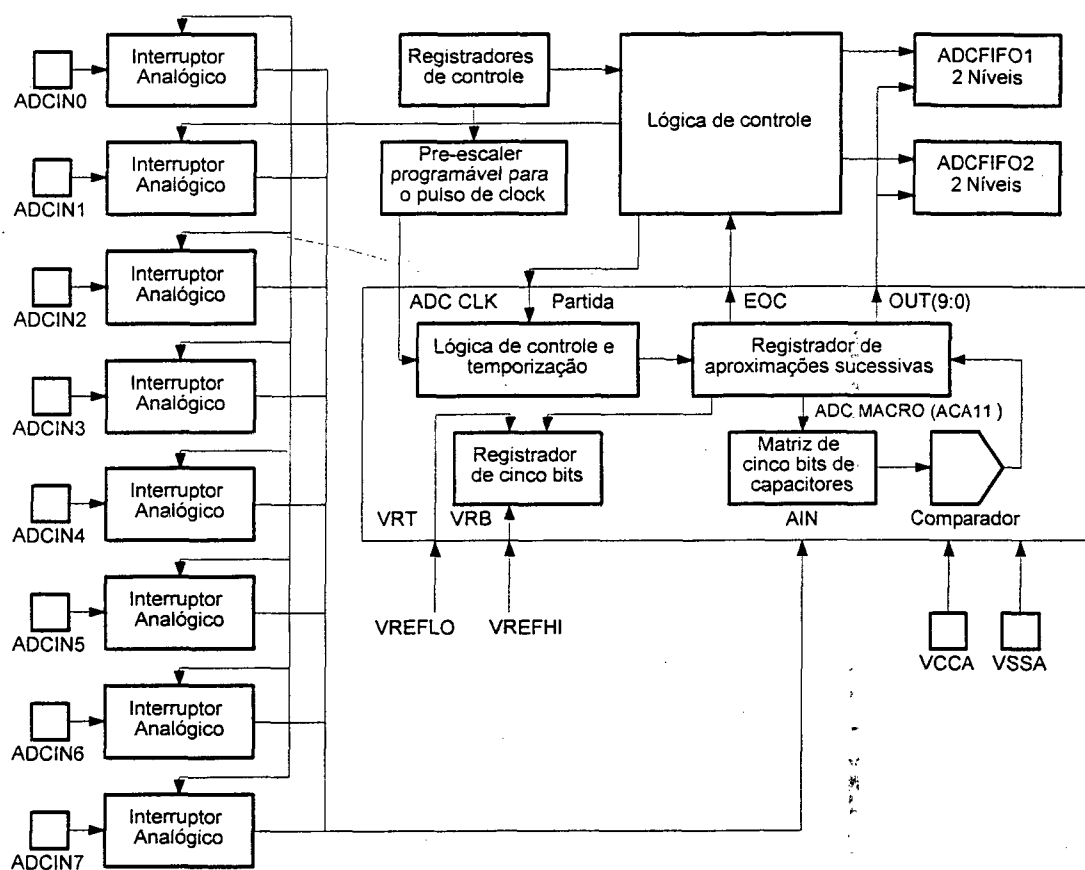 Interruptor
Analógico
ADCIN0
Interruptor
Analógico
ADCIN1
Interruptor
Analógico
ADCIN2
Interruptor
Analógico
ADCIN3
Interruptor
Analógico
ADCIN4
Interruptor
Analógico
ADCIN5
Interruptor
Analógico
ADCIN6
Interruptor
Analógico
ADCIN7
Registradores
de controle
Pre-escaler
programável para
o pulso de clock
Lógica de controle
ADCFIFO1
2 Níveis
ADCFIFO2
2 Níveis
ADC CLK
Partida
EOC
OUT(9:0)
Lógica de controle e
temporização
Registrador de
aproximações sucessivas
ADC MACRO (ACA11 )
Registrador
de cinco bits
Matriz de
cinco bits de
capacitores
VRT
VRB
AIN
Comparador
VREFLO
VREFHI
VCCA
VSSA